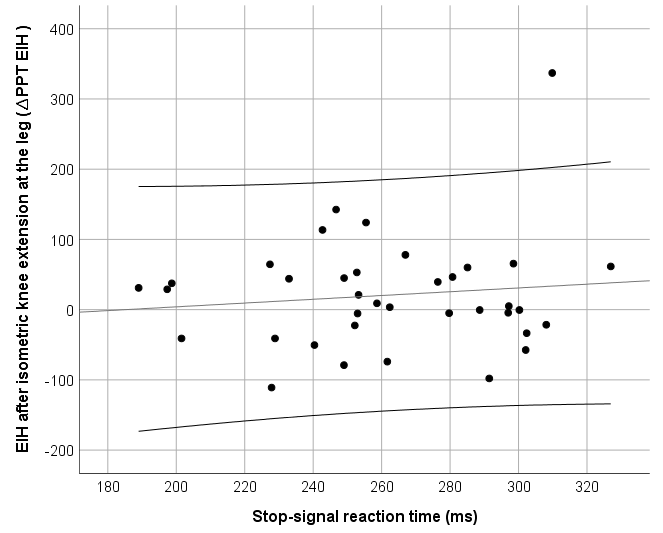 EIH after isometric knee extension at the leg (△PPT EIH)
400
300
200
100
0
-100
-200
180 200 220 240 260 280 300 320
Stop-signal reaction time (ms)